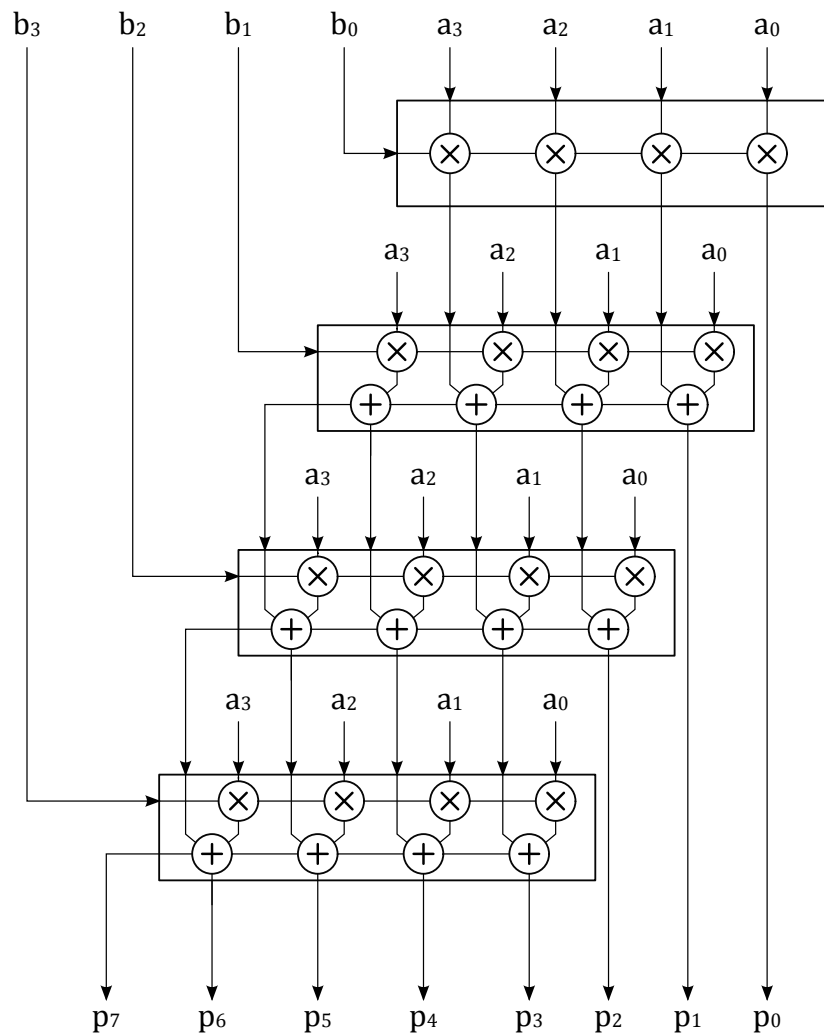 b₃ b₂ b₁ b₀ a₃ a₂ a₁ a₀
a₃ a₂ a₁ a₀
a₃ a₂ a₁ a₀
a₃ a₂ a₁ a₀
p₇ p₆ p₅ p₄ p₃ p₂ p₁ p₀